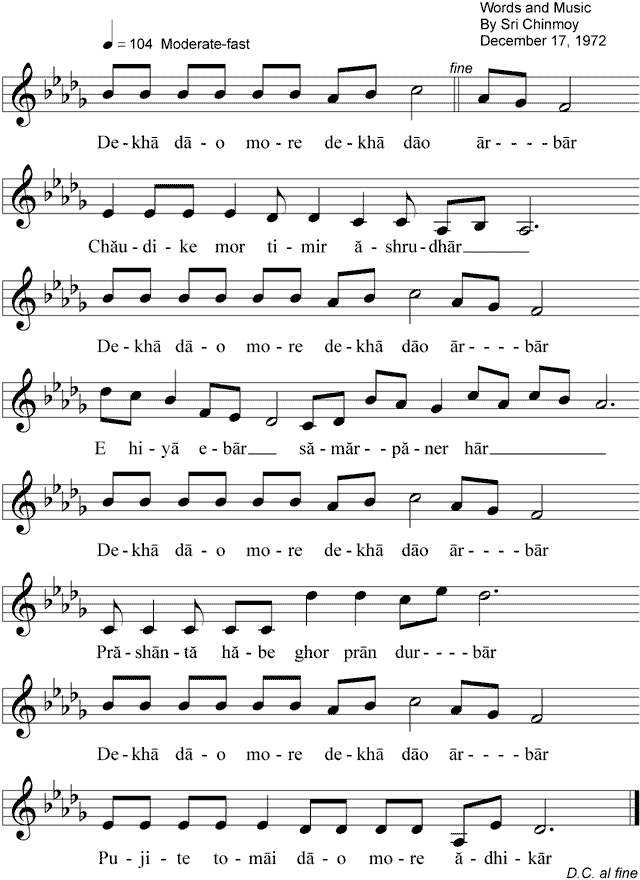 Words and Music
By Sri Chinmoy
December 17, 1972
♩ = 104 Moderate-fast
fine
De-khā dā-o mo-re de-khā dāo ār----bār
Chău-di-ke mor ti-mir ă-shru-dhār____
De-khā dā-o mo-re de-khā dāo ār----bār
E hi-yā e-bār___ să-măr--pă-ner hār____
De-khā dā-o mo-re de-khā dāo ār----bār
Pră-shān-tă hă-be ghor prān dur----bār
De-khā dā-o mo-re de-khā dāo ār----bār
Pu-ji-te to-māi dā-o mo-re ă-dhi-kār
D.C. al fine